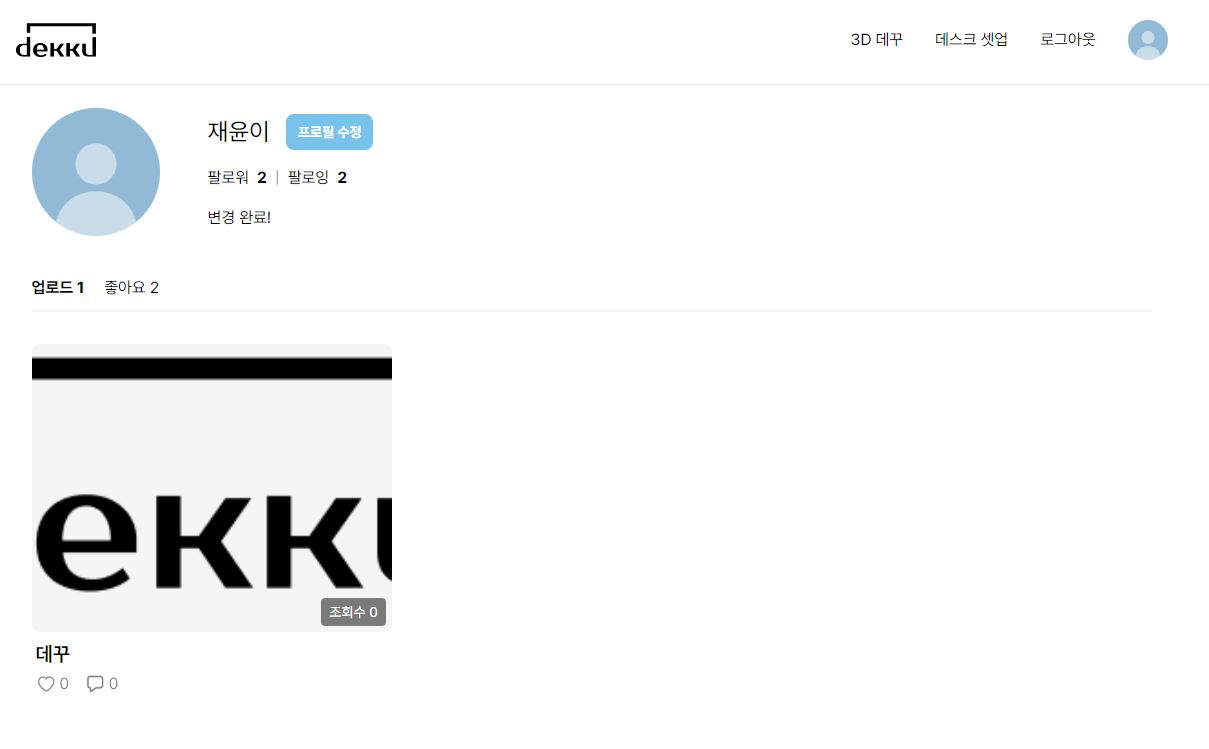 dekku
3D 데꾸 데스크 셋업 로그아웃
재윤이 프로필 수정
팔로워 2 | 팔로잉 2
변경 완료!
업로드 1 좋아요 2
ekku
조회수 0
데꾸
0 0